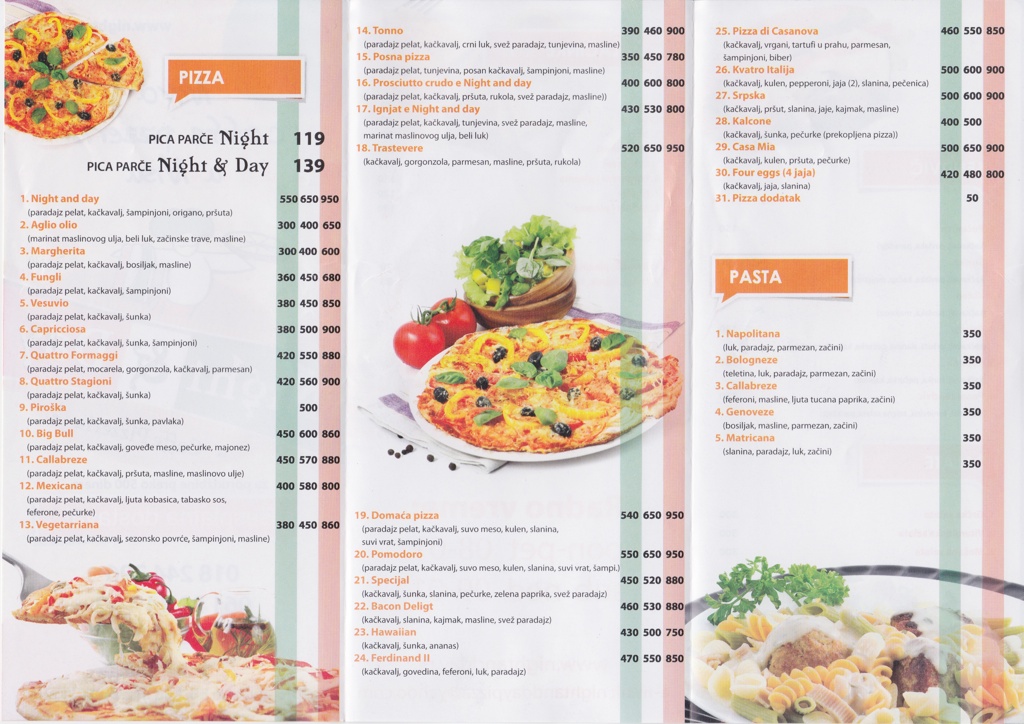 PIZZA
PICA PARČE Night 119
PICA PARČE Night & Day 139
1. Night and day 550 650 950
(paradajz pelat, kačkavalj, šampinjoni, origano, pršuta)
2. Aglio olio 300 400 650
(marinat maslinovog ulja, beli luk, začinske trave, masline)
3. Margherita 300 400 600
(paradajz pelat, kačkavalj, bosiljak, masline)
4. Fungli 360 450 680
(paradajz pelat, kačkavalj, šampinjoni)
5. Vesuvio 380 450 850
(paradajz pelat, kačkavalj, šunka)
6. Capricciosa 380 500 900
(paradajz pelat, kačkavalj, šunka, šampinjoni)
7. Quattro Formaggi 420 550 880
(paradajz pelat, mocarela, gorgonzola, kačkavalj, parmesan)
8. Quattro Stagioni 420 560 900
(paradajz pelat, kačkavalj, šunka)
9. Piroška 500
(paradajz pelat, kačkavalj, šunka, pavlaka)
10. Big Bull 450 600 860
(paradajz pelat, kačkavalj, goveđe meso, pečurke, majonez)
11. Callabreze 450 570 880
(paradajz pelat, kačkavalj, pršuta, masline, maslinovo ulje)
12. Mexicana 400 580 800
(paradajz pelat, kačkavalj, ljuta kobasica, tabasko sos,
feferone, pečurke)
13. Vegetarriana 380 450 860
(paradajz pelat, kačkavalj, sezonsko povrće, šampinjoni, masline)
14. Tonno 390 460 900
(paradajz pelat, kačkavalj, crni luk, svež paradajz, tunjevina, masline)
15. Posna pizza 350 450 780
(paradajz pelat, tunjevina, posan kačkavalj, šampinjoni, masline)
16. Prosciutto crudo e Night and day 400 600 800
(paradajz pelat, kačkavalj, pršuta, rukola, svež paradajz, masline))
17. Ignjat e Night and day 430 530 800
(paradajz pelat, kačkavalj, tunjevina, svež paradajz, masline,
marinat maslinovog ulja, beli luk)
18. Trastevere 520 650 950
(kačkavalj, gorgonzola, parmesan, masline, pršuta, rukola)
19. Domaća pizza 540 650 950
(paradajz pelat, kačkavalj, suvo meso, kulen, slanina,
suvi vrat, šampinjoni)
20. Pomodoro 550 650 950
(paradajz pelat, kačkavalj, suvo meso, kulen, slanina, suvi vrat, šampi.)
21. Specijal 450 520 880
(kačkavalj, šunka, slanina, pečurke, zelena paprika, svež paradajz)
22. Bacon Deligt 460 530 880
(kačkavalj, slanina, kajmak, masline, svež paradajz)
23. Hawaiian 430 500 750
(kačkavalj, šunka, ananas)
24. Ferdinand II 470 550 850
(kačkavalj, govedina, feferoni, luk, paradajz)
25. Pizza di Casanova 460 550 850
(kačkavalj, vrgani, tartufi u prahu, parmesan,
šampinjoni, biber)
26. Kvatro Italija 500 600 900
(kačkavalj, kulen, pepperoni, jaja (2), slanina, pečenica)
27. Srpska 500 600 900
(kačkavalj, pršut, slanina, jaje, kajmak, masline)
28. Kalcone 400 500
(kačkavalj, šunka, pečurke (prekopljena pizza))
29. Casa Mia 500 650 900
(kačkavalj, kulen, pršuta, pečurke)
30. Four eggs (4 jaja) 420 480 800
(kačkavalj, jaja, slanina)
31. Pizza dodatak 50
PASTA
1. Napolitana 350
(luk, paradajz, parmezan, začini)
2. Bologneze 350
(teletina, luk, paradajz, parmezan, začini)
3. Callabreze 350
(feferoni, masline, ljuta tucana paprika, začini)
4. Genoveze 350
(bosiljak, masline, parmezan, začini)
5. Matricana 350
(slanina, paradajz, luk, začini)
350